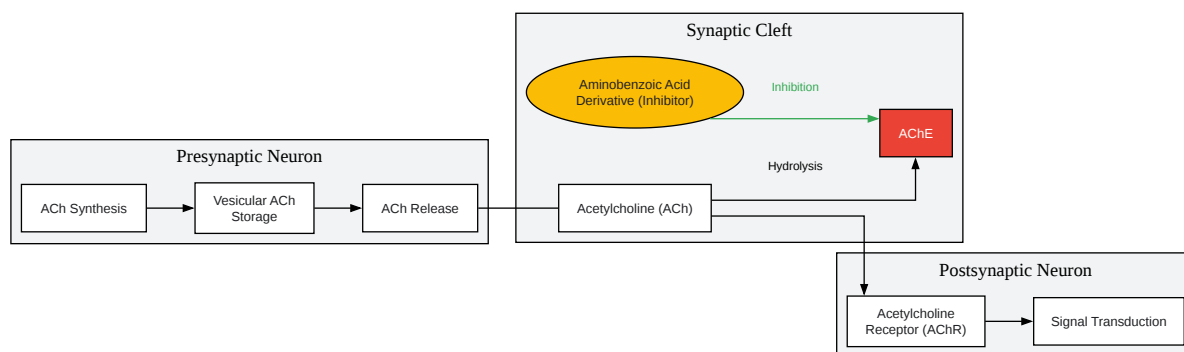 Synaptic Cleft
Aminobenzoic Acid
Derivative (Inhibitor)
Inhibition
AChE
Presynaptic Neuron
Hydrolysis
ACh Synthesis
Vesicular ACh
Storage
ACh Release
Acetylcholine (ACh)
Postsynaptic Neuron
Acetylcholine
Receptor (AChR)
Signal Transduction